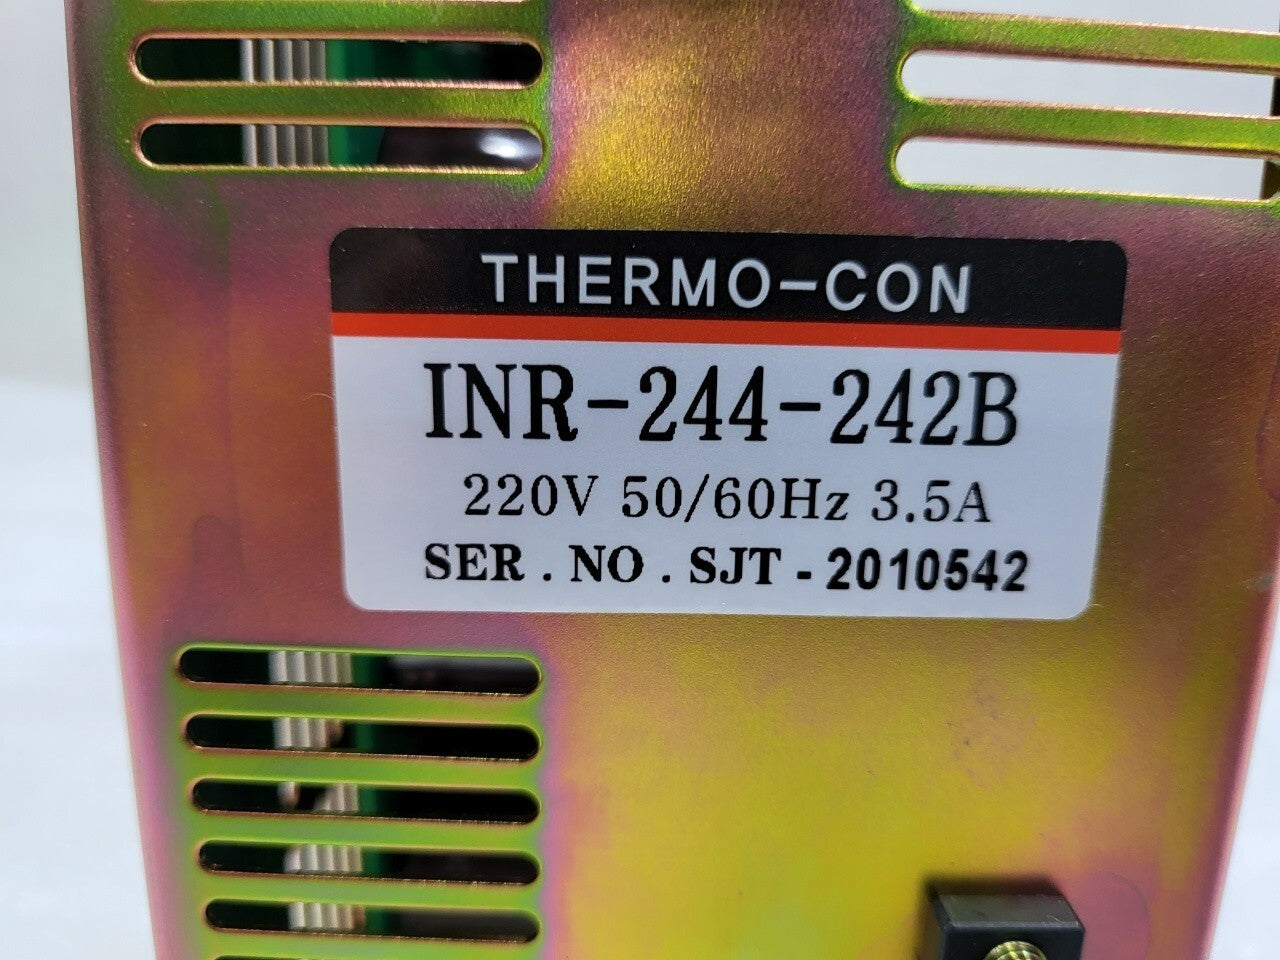 THERMO-CON
INR-244-242B
220V 50/60Hz 3.5A
SER. NO. SJT - 2010542